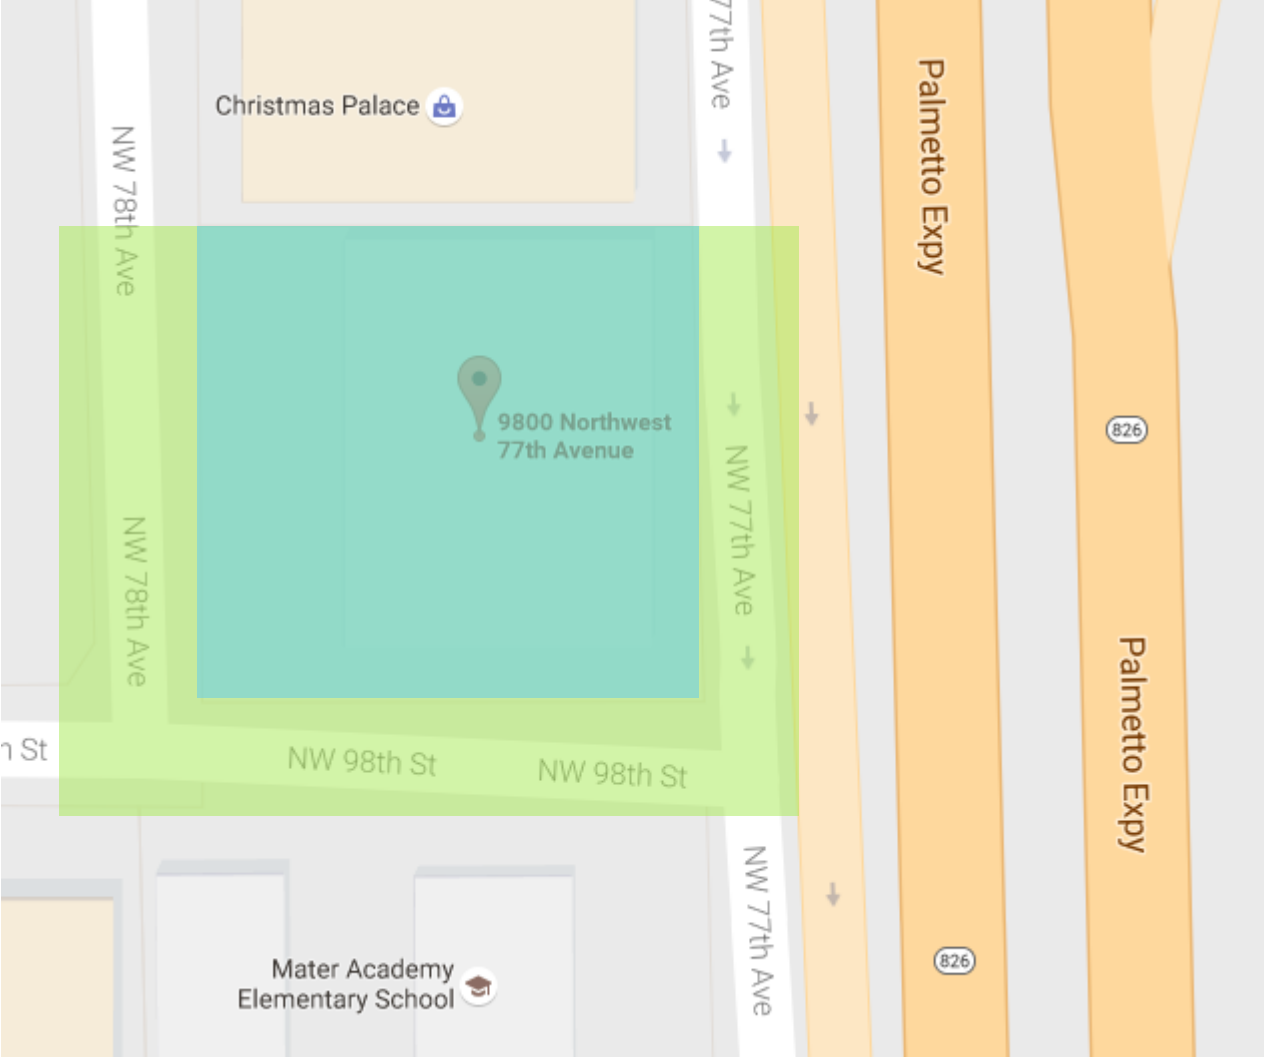 77th Ave
Christmas Palace
NW 78th Ave
Palmetto Expy
9800 Northwest
77th Avenue
826
NW 77th Ave
NW 78th Ave
Palmetto Expy
St
NW 98th St
NW 98th St
NW 77th Ave
826
Mater Academy
Elementary School